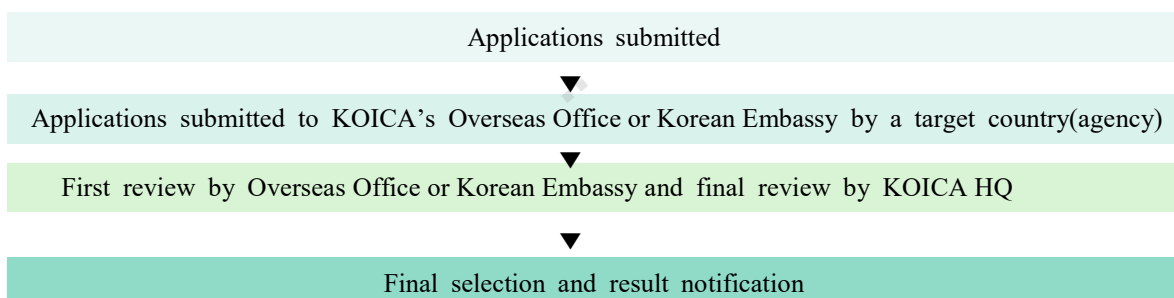 Applications submitted
Applications submitted to KOICA's Overseas Office or Korean Embassy by a target country(agency)
First review by Overseas Office or Korean Embassy and final review by KOICA HQ
Final selection and result notification